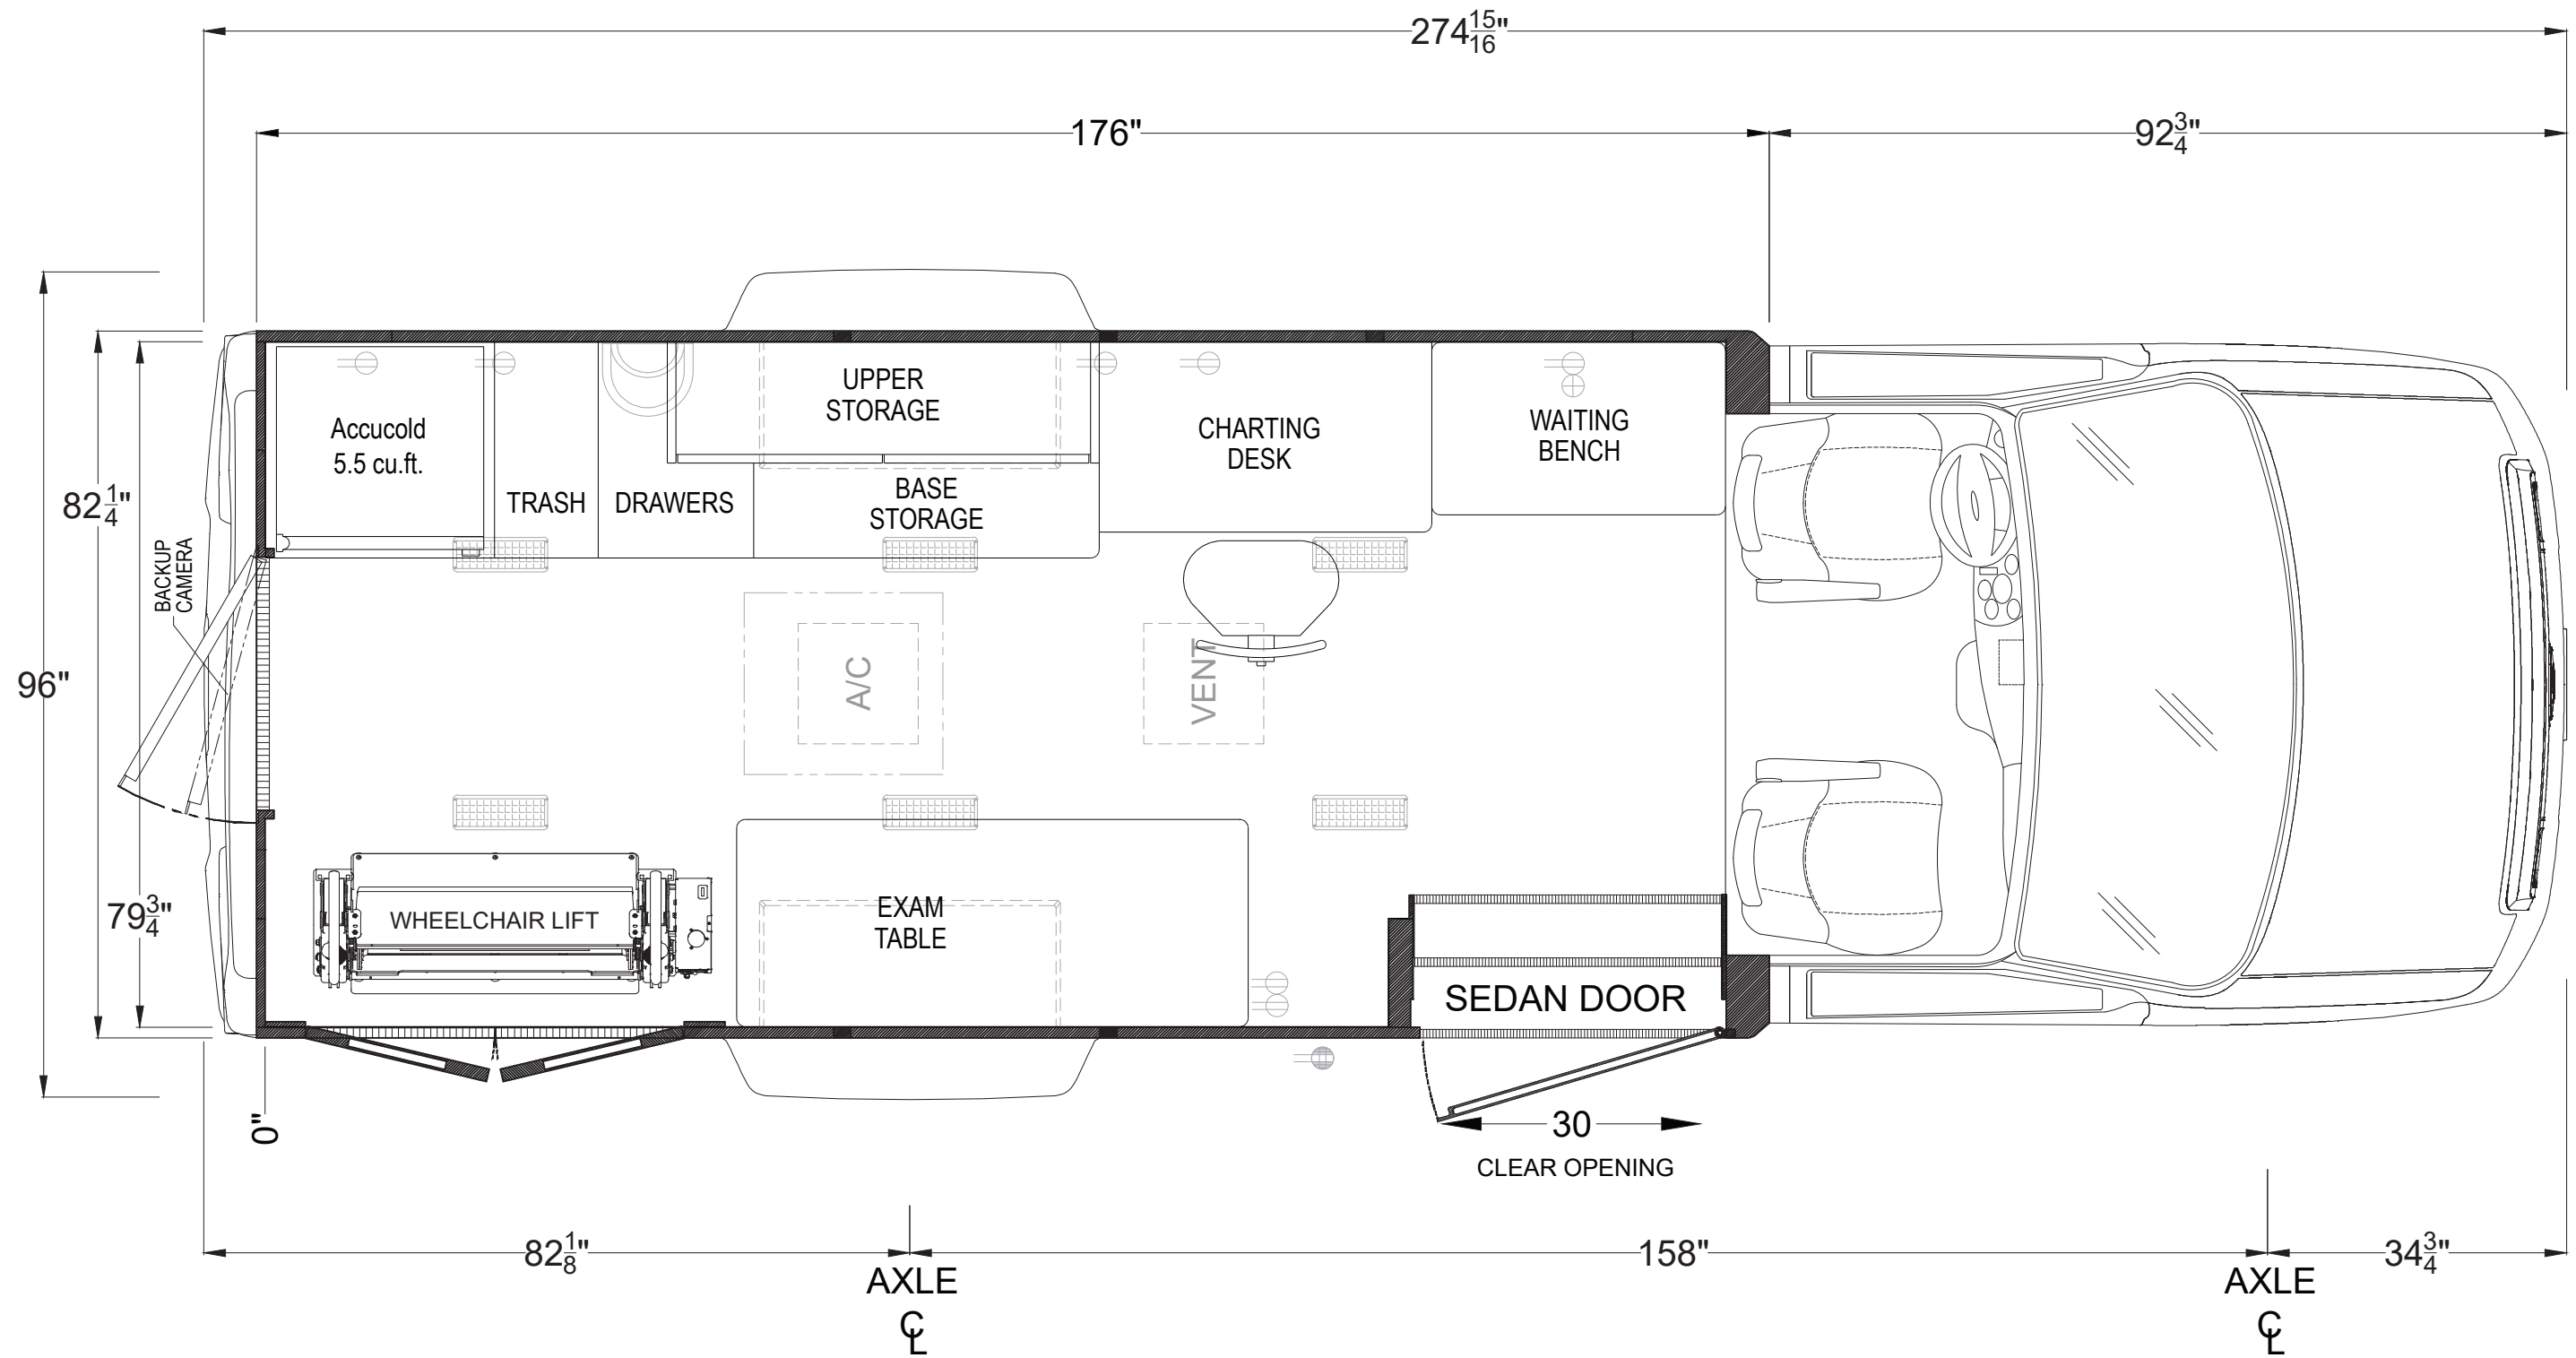 274 15/16"
176"
92 3/4"
UPPER
STORAGE
Accucold
5.5 cu.ft.
CHARTING
DESK
WAITING
BENCH
82 1/4"
TRASH
DRAWERS
BASE
STORAGE
BACKUP
CAMERA
96"
A/C
VENT
79 3/4"
WHEELCHAIR LIFT
EXAM
TABLE
SEDAN DOOR
0"
30
CLEAR OPENING
82 1/8"
158"
34 3/4"
AXLE
CL
AXLE
CL